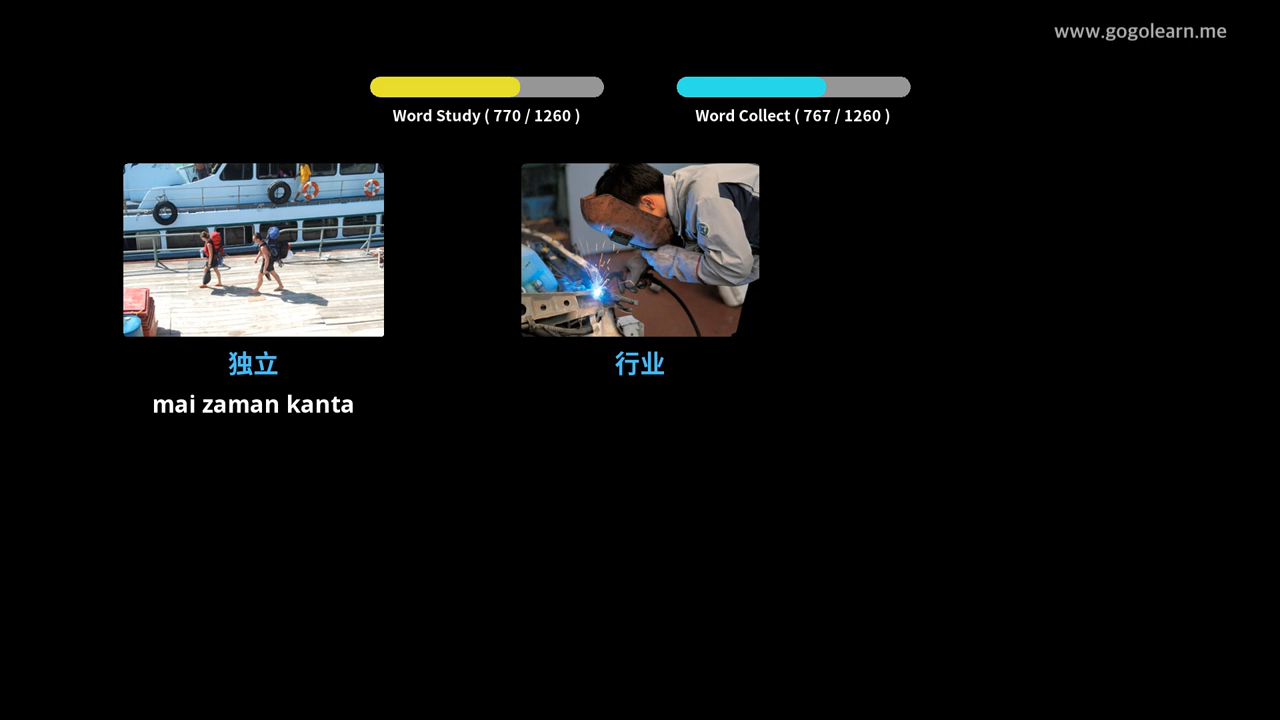 www.gogolearn.me
Word Study ( 770 / 1260 )
Word Collect ( 767 / 1260 )
独立
行业
mai zaman kanta